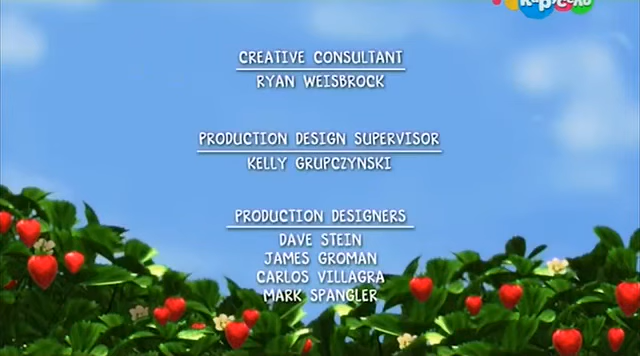 Карусель
CREATIVE CONSULTANT
RYAN WEISBROCK
PRODUCTION DESIGN SUPERVISOR
KELLY GRUPCZYNSKI
PRODUCTION DESIGNERS
DAVE STEIN
JAMES GROMAN
CARLOS VILLAGRA
MARK SPANGLER